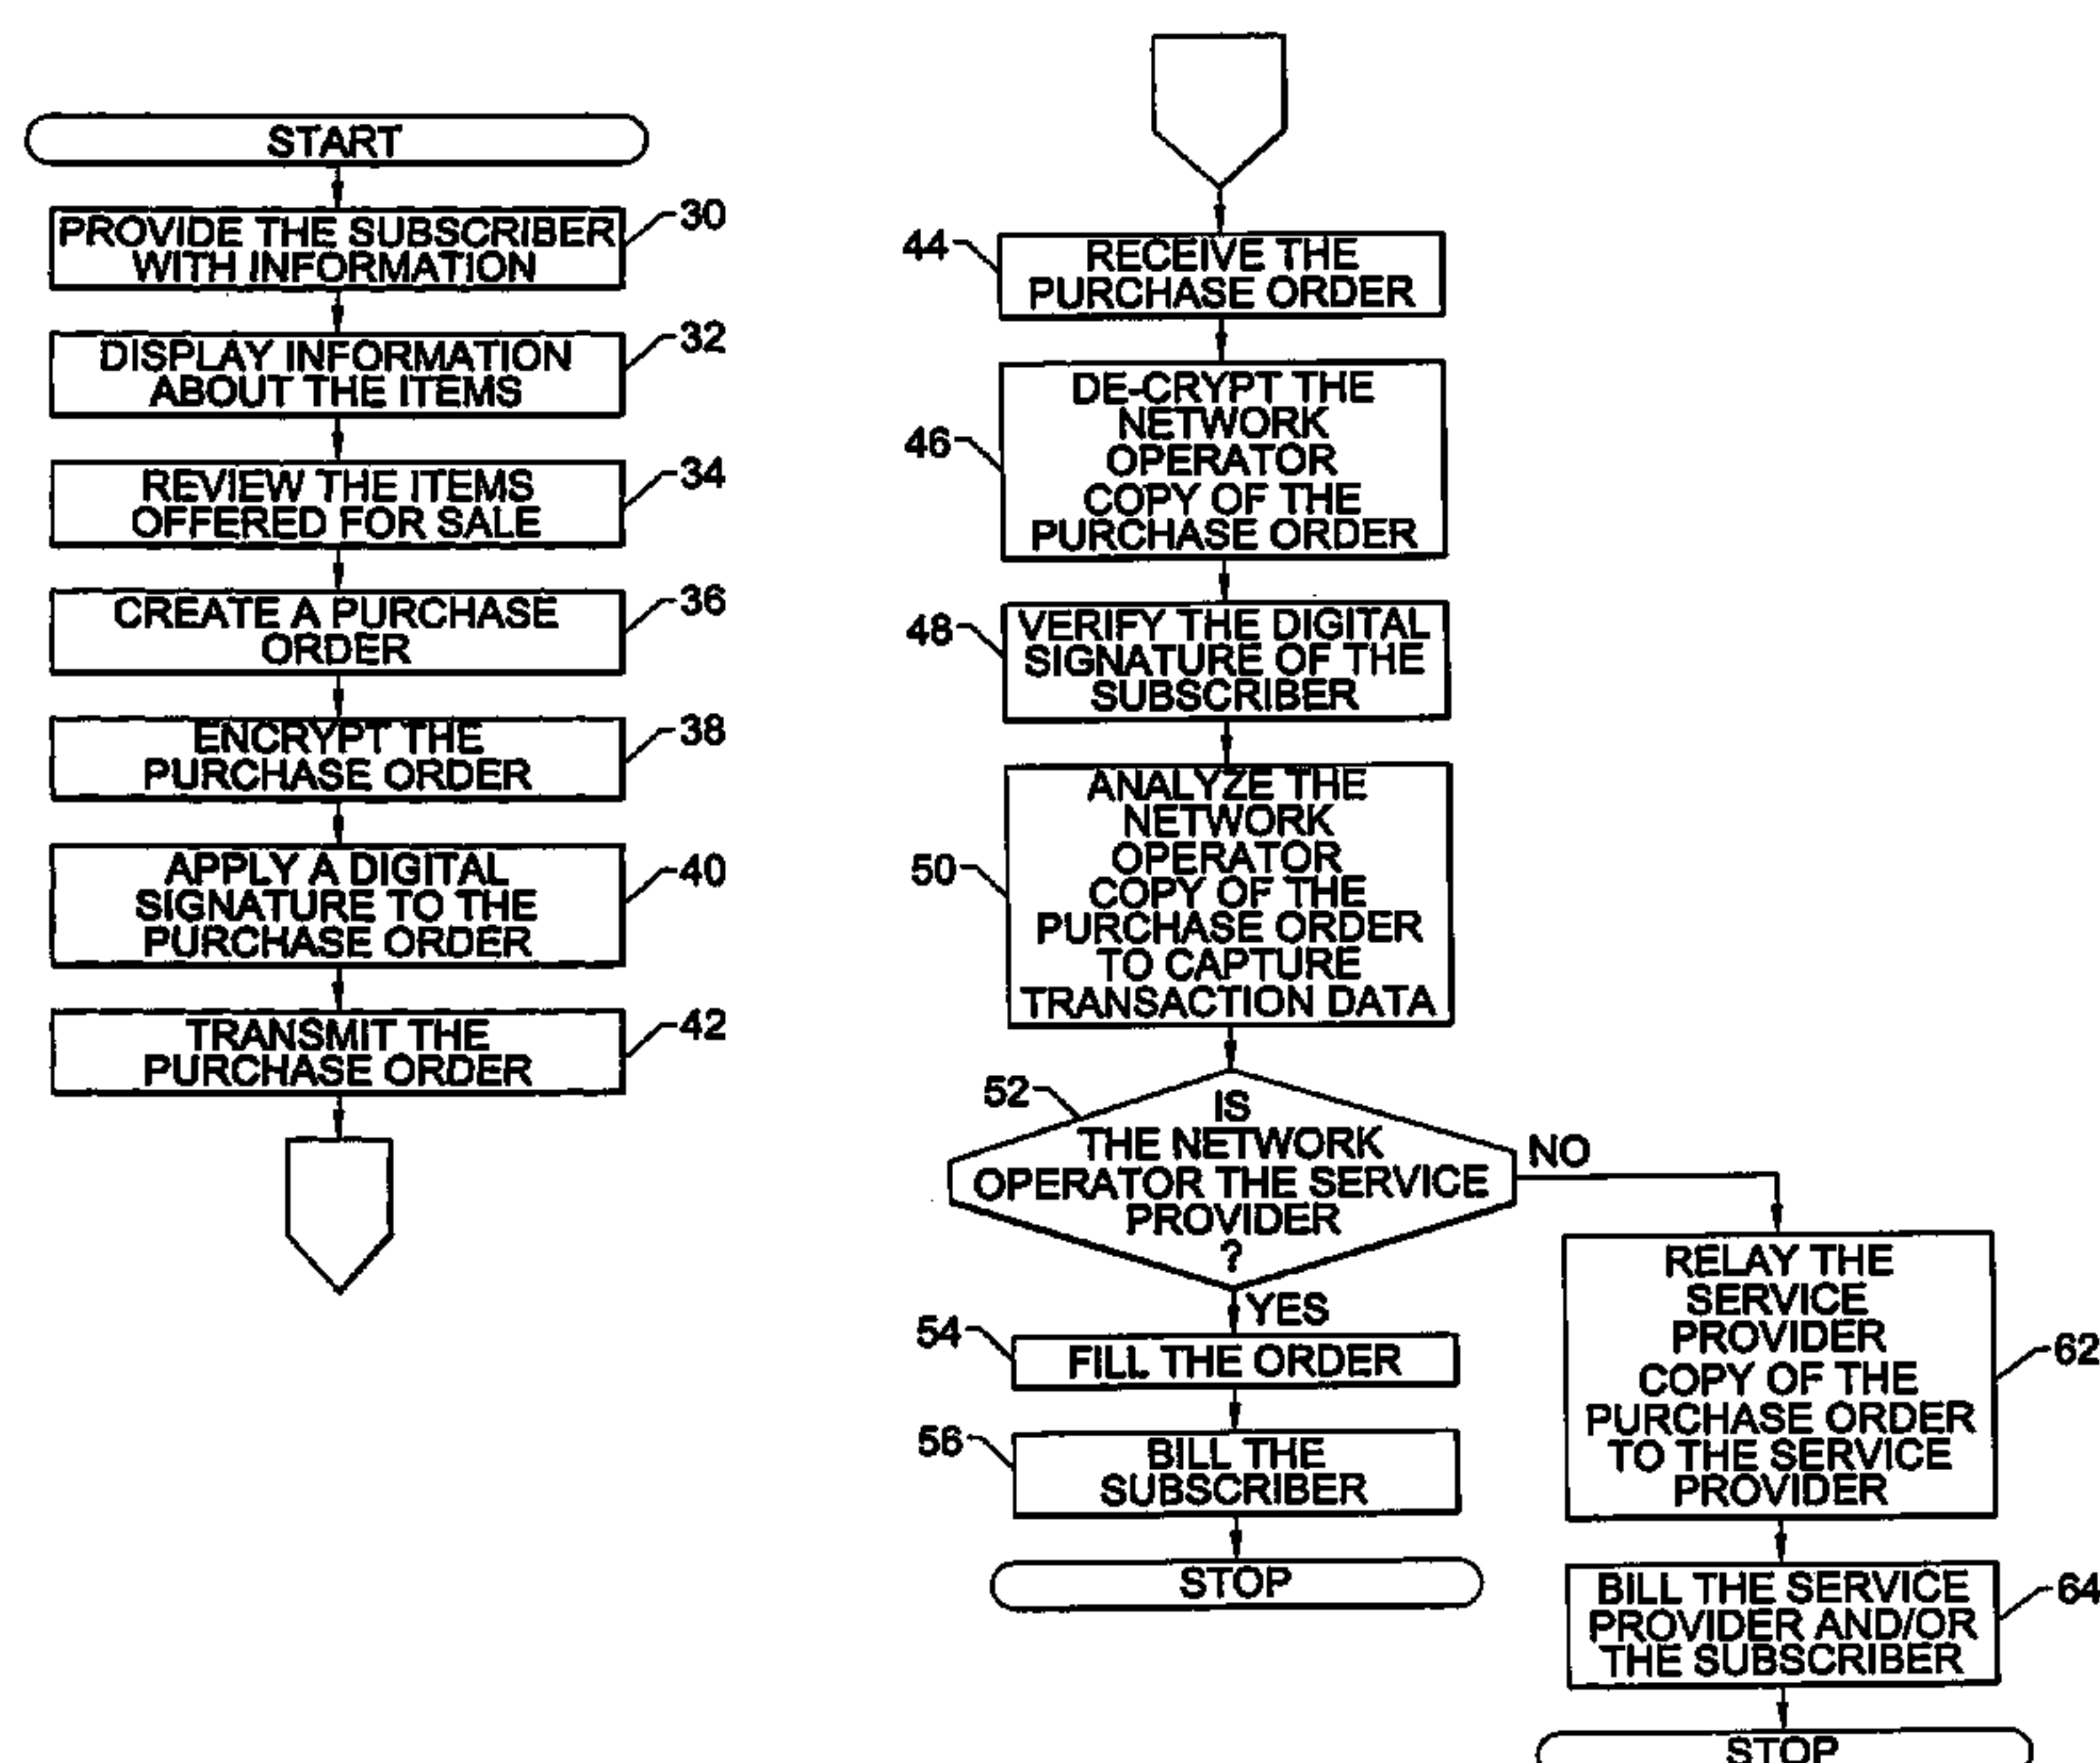 START
PROVIDE THE SUBSCRIBER
WITH INFORMATION
30
DISPLAY INFORMATION
ABOUT THE ITEMS
32
REVIEW THE ITEMS
OFFERED FOR SALE
34
CREATE A PURCHASE
ORDER
36
ENCRYPT THE
PURCHASE ORDER
38
APPLY A DIGITAL
SIGNATURE TO THE
PURCHASE ORDER
40
TRANSMIT THE
PURCHASE ORDER
42
44
RECEIVE THE
PURCHASE ORDER
46
DE-CRYPT THE
NETWORK
OPERATOR
COPY OF THE
PURCHASE ORDER
48
VERIFY THE DIGITAL
SIGNATURE OF THE
SUBSCRIBER
50
ANALYZE THE
NETWORK
OPERATOR
COPY OF THE
PURCHASE ORDER
TO CAPTURE
TRANSACTION DATA
52
IS
THE NETWORK
OPERATOR THE SERVICE
PROVIDER
?
NO
YES
54
FILL THE ORDER
56
BILL THE
SUBSCRIBER
STOP
RELAY THE
SERVICE
PROVIDER
COPY OF THE
PURCHASE ORDER
TO THE SERVICE
PROVIDER
62
BILL THE SERVICE
PROVIDER AND/OR
THE SUBSCRIBER
64
STOP